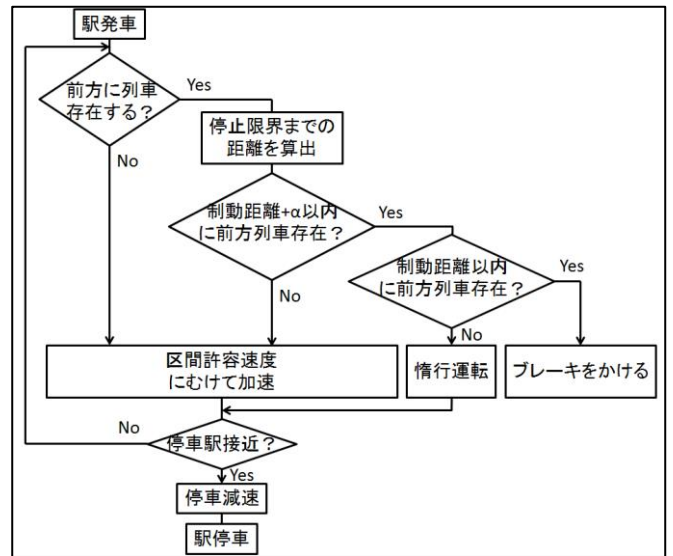 駅発車
前方に列車
存在する？
Yes
No
停止限界までの
距離を算出
制動距離+α以内
に前方列車存在？
Yes
No
制動距離以内
に前方列車存在？
Yes
No
区間許容速度
にむけて加速
惰行運転
ブレーキをかける
停車駅接近？
No
Yes
停車減速
駅停車